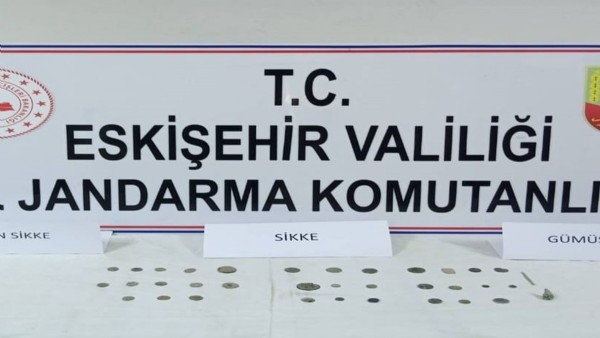 T.C.
ESKİŞEHİR VALİLİĞİ
JANDARMA KOMUTANL
N SİKKE
SİKKE
GÜMÜŞ